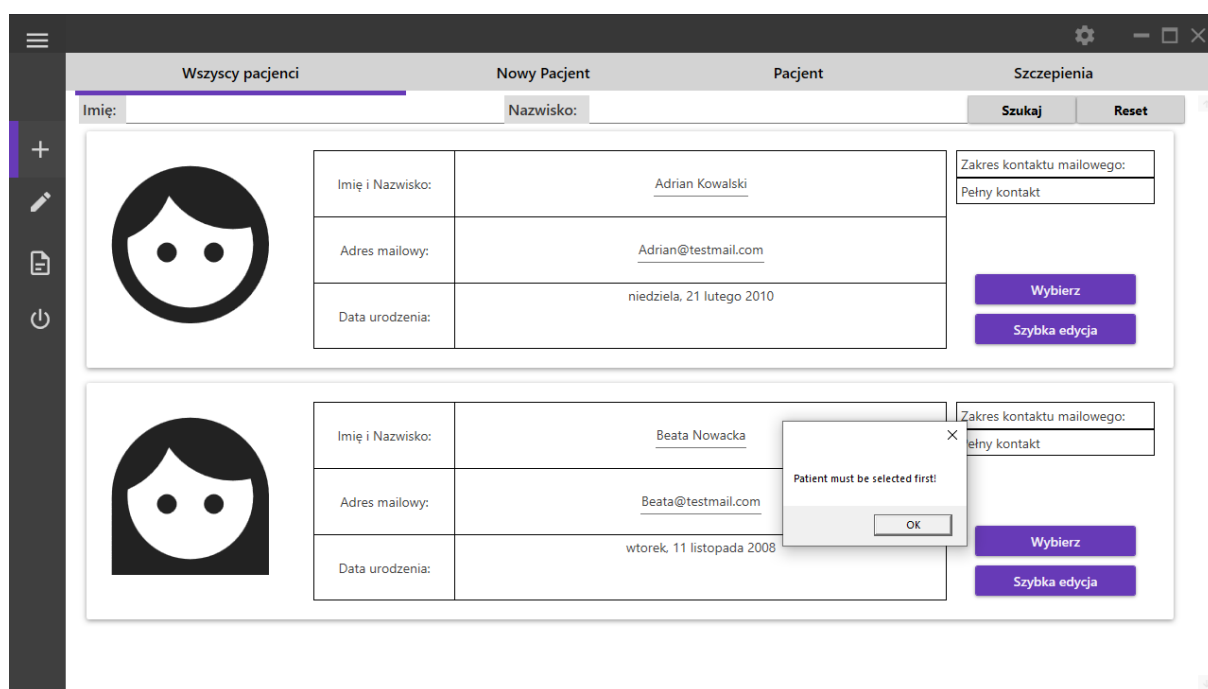 Wszyscy pacjenci Nowy Pacjent Pacjent Szczepienia
Imię: Nazwisko: Szukaj Reset
Imię i Nazwisko: Adrian Kowalski
Adres mailowy: Adrian@testmail.com
Data urodzenia: niedziela, 21 lutego 2010
Zakres kontaktu mailowego:
Pełny kontakt
Wybierz
Szybka edycja
Imię i Nazwisko: Beata Nowacka
Adres mailowy: Beata@testmail.com
Data urodzenia: wtorek, 11 listopada 2008
Zakres kontaktu mailowego:
ełny kontakt
Wybierz
Szybka edycja
Patient must be selected first!
OK